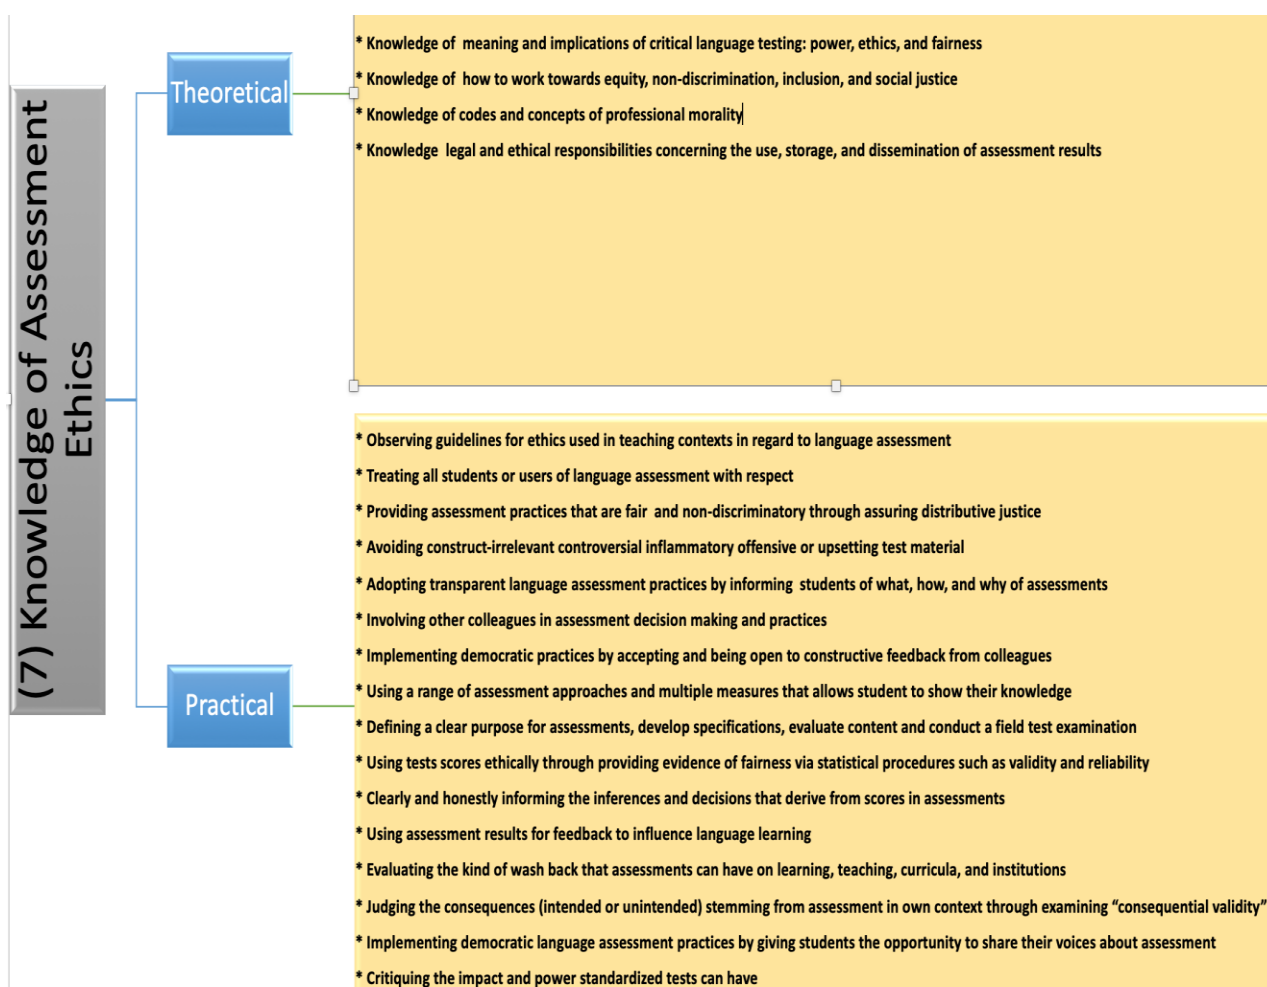 (7) Knowledge of Assessment
Ethics
Theoretical
* Knowledge of meaning and implications of critical language testing: power, ethics, and fairness
* Knowledge of how to work towards equity, non-discrimination, inclusion, and social justice
* Knowledge of codes and concepts of professional morality
* Knowledge legal and ethical responsibilities concerning the use, storage, and dissemination of assessment results
Practical
* Observing guidelines for ethics used in teaching contexts in regard to language assessment
* Treating all students or users of language assessment with respect
* Providing assessment practices that are fair and non-discriminatory through assuring distributive justice
* Avoiding construct-irrelevant controversial inflammatory offensive or upsetting test material
* Adopting transparent language assessment practices by informing students of what, how, and why of assessments
* Involving other colleagues in assessment decision making and practices
* Implementing democratic practices by accepting and being open to constructive feedback from colleagues
* Using a range of assessment approaches and multiple measures that allows student to show their knowledge
* Defining a clear purpose for assessments, develop specifications, evaluate content and conduct a field test examination
* Using tests scores ethically through providing evidence of fairness via statistical procedures such as validity and reliability
* Clearly and honestly informing the inferences and decisions that derive from scores in assessments
* Using assessment results for feedback to influence language learning
* Evaluating the kind of wash back that assessments can have on learning, teaching, curricula, and institutions
* Judging the consequences (intended or unintended) stemming from assessment in own context through examining “consequential validity”
* Implementing democratic language assessment practices by giving students the opportunity to share their voices about assessment
* Critiquing the impact and power standardized tests can have